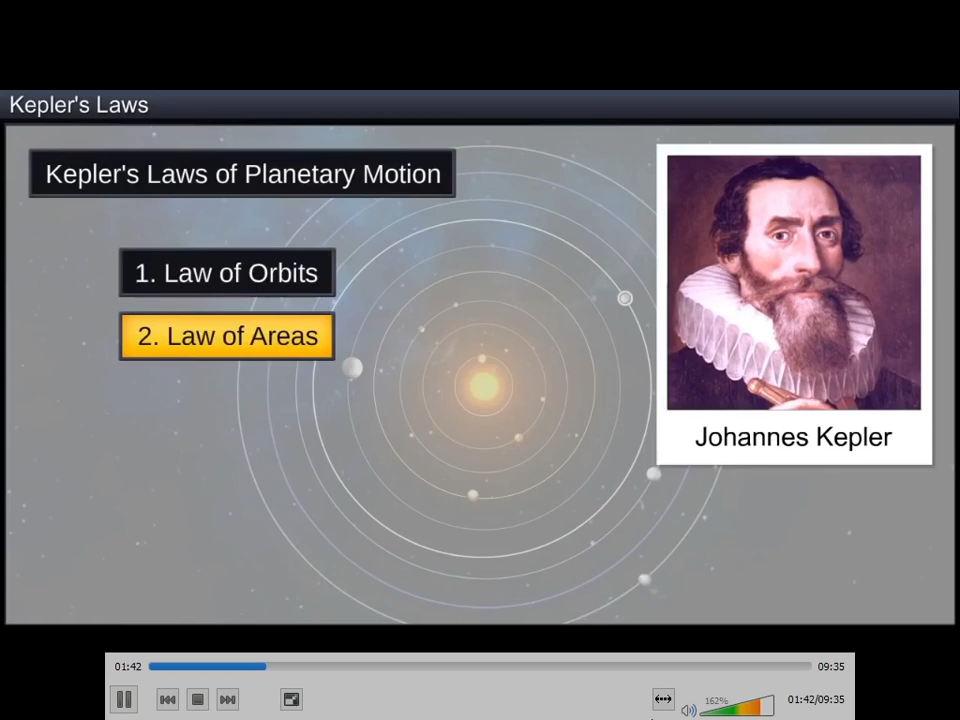 Kepler's Laws
Kepler's Laws of Planetary Motion
1. Law of Orbits
2. Law of Areas
Johannes Kepler
01:42
09:35
162%
01:42/09:35